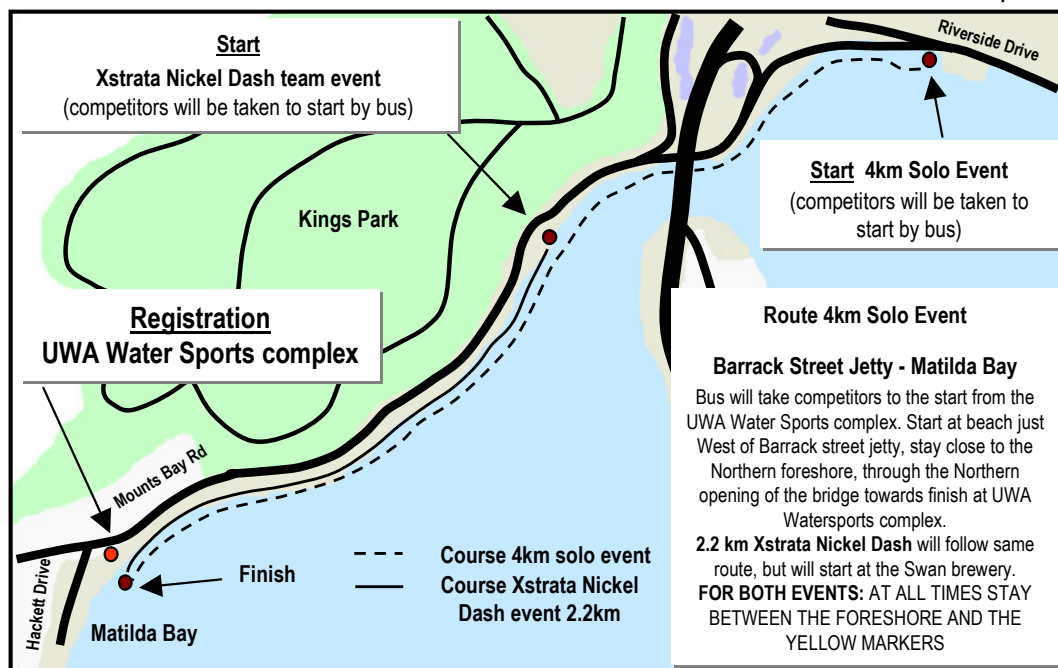 Start
Xstrata Nickel Dash team event
(competitors will be taken to start by bus)
Riverside Drive
Start 4km Solo Event
(competitors will be taken to
start by bus)
Kings Park
Registration
UWA Water Sports complex
Route 4km Solo Event
Barrack Street Jetty - Matilda Bay
Bus will take competitors to the start from the
UWA Water Sports complex. Start at beach just
West of Barrack street jetty, stay close to the
Northern foreshore, through the Northern
opening of the bridge towards finish at UWA
Watersports complex.
2.2 km Xstrata Nickel Dash will follow same
route, but will start at the Swan brewery.
FOR BOTH EVENTS: AT ALL TIMES STAY
BETWEEN THE FORESHORE AND THE
YELLOW MARKERS
Mounts Bay Rd
Hackett Drive
Finish
Matilda Bay
Course 4km solo event
Course Xstrata Nickel
Dash event 2.2km